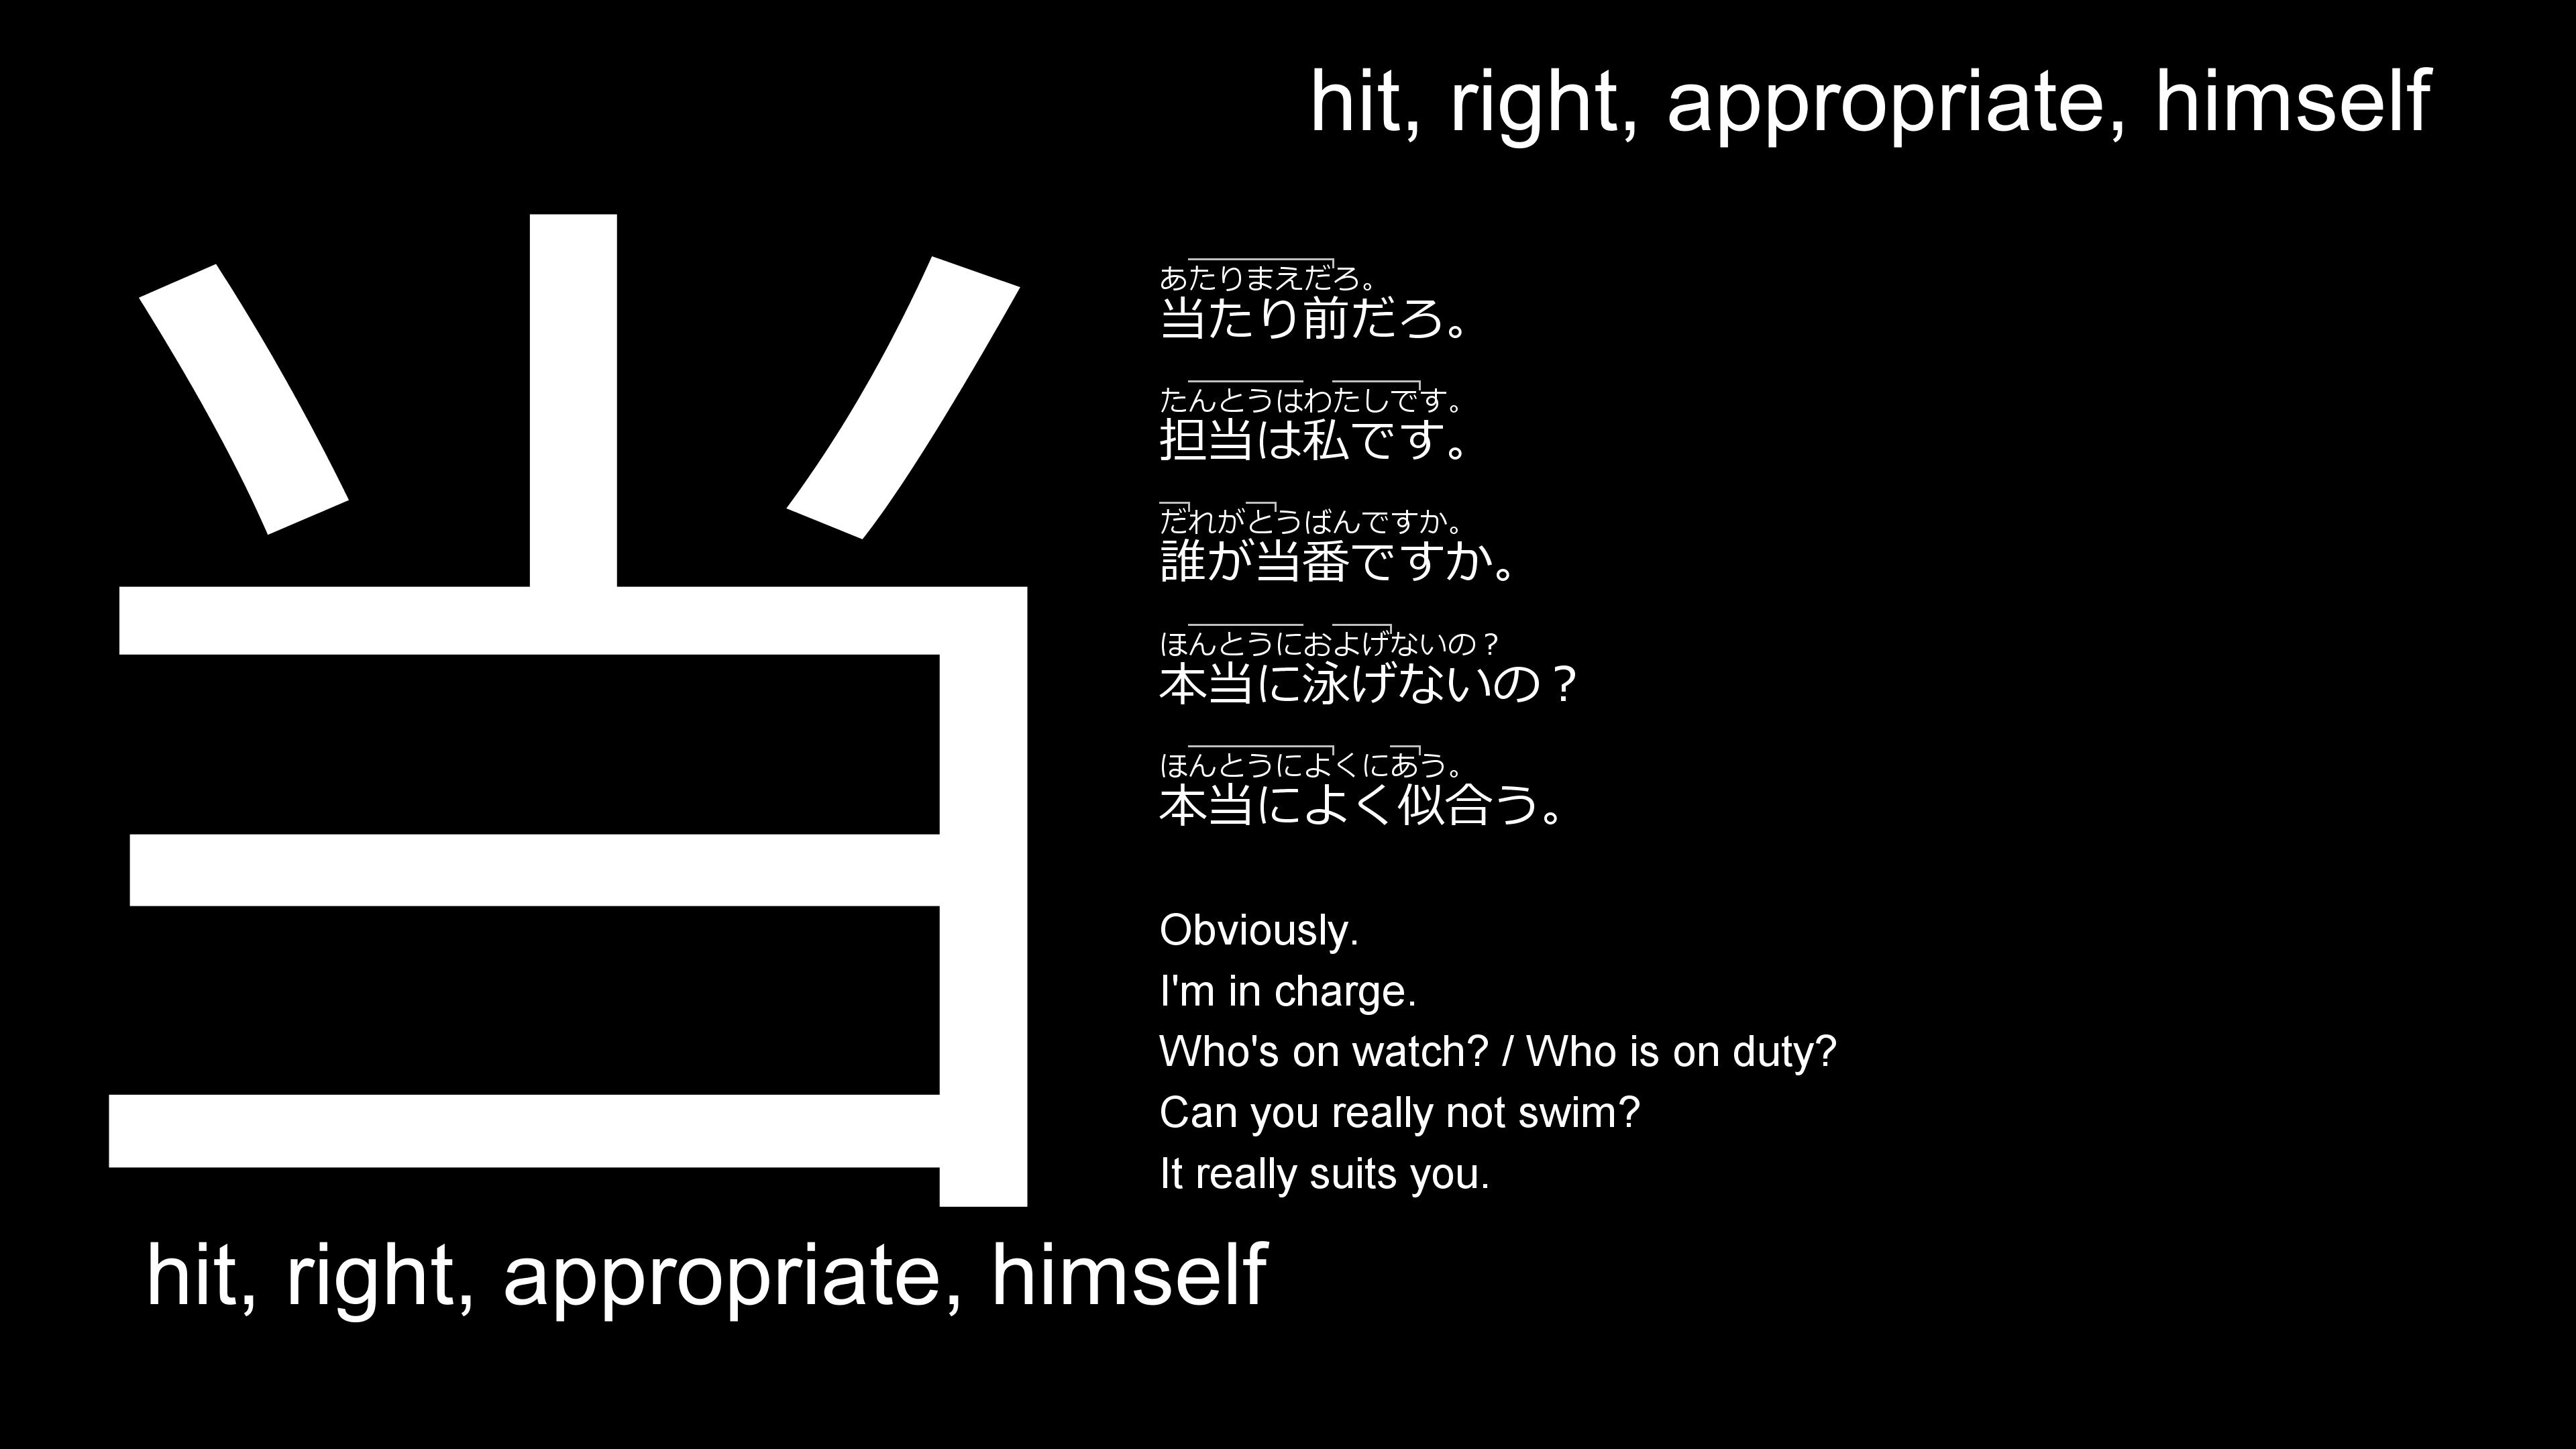 hit, right, appropriate, himself
当
あたりまえだろ。
当たり前だろ。
たんとうはわたしです。
担当は私です。
だれがとうばんですか。
誰が当番ですか。
ほんとうにおよげないの？
本当に泳げないの？
ほんとうによくにあう。
本当によく似合う。
Obviously.
I'm in charge.
Who's on watch? / Who is on duty?
Can you really not swim?
It really suits you.
hit, right, appropriate, himself